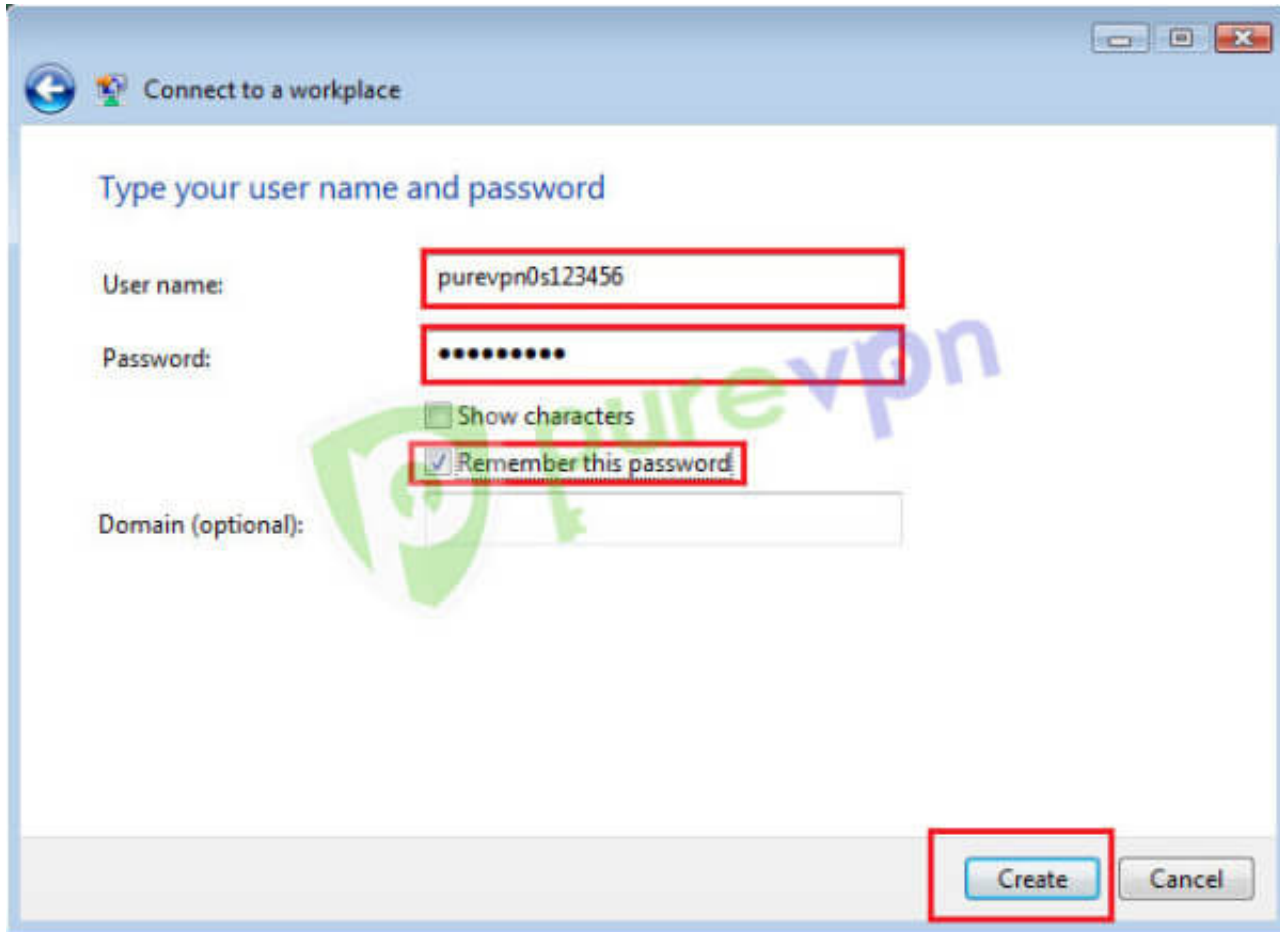 Connect to a workplace
Type your user name and password
User name: purevpn0s123456
Password: •••••••••
Show characters
Remember this password
Domain (optional):
purevpn
Create Cancel